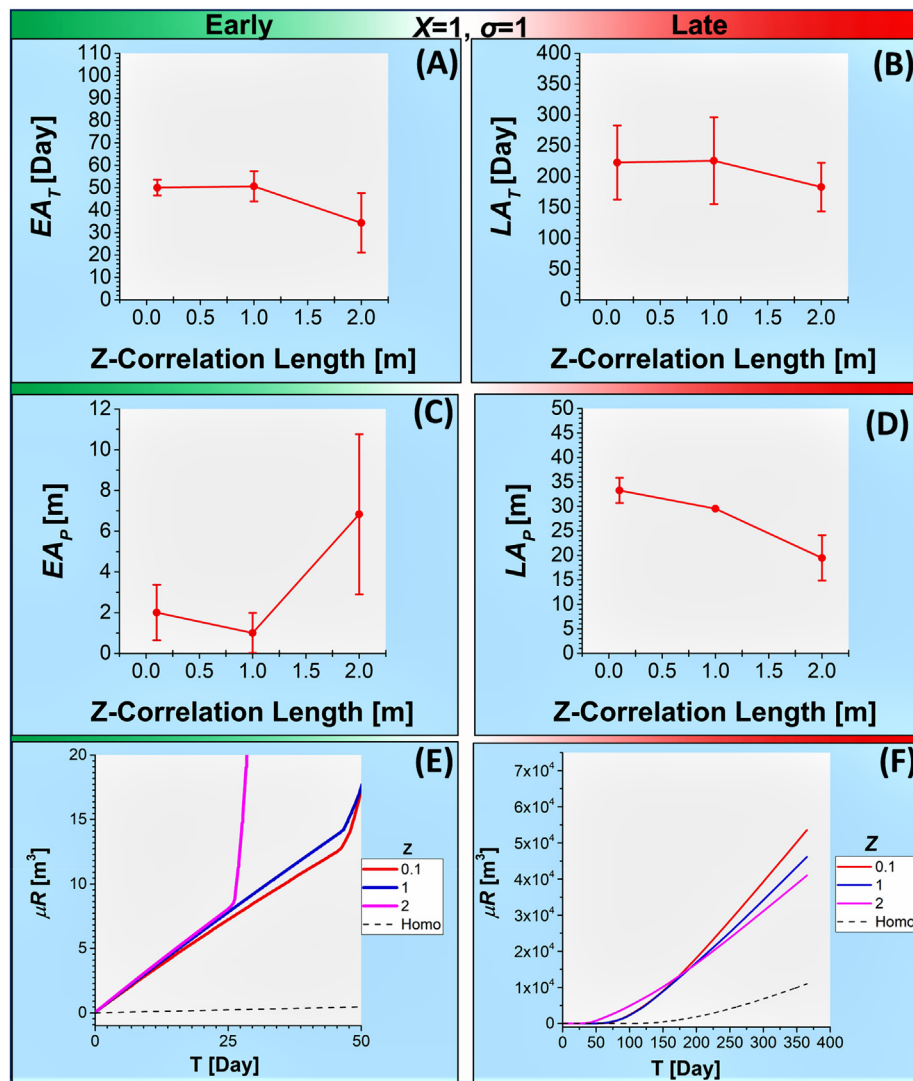 Early X=1, σ=1 Late
(A)
110
100
90
80
70
60
50
40
30
20
10
0
EA_T [Day]
0.0 0.5 1.0 1.5 2.0
Z-Correlation Length [m]
(B)
400
350
300
250
200
150
100
50
0
LA_T [Day]
0.0 0.5 1.0 1.5 2.0
Z-Correlation Length [m]
(C)
12
10
8
6
4
2
0
EA_P [m]
0.0 0.5 1.0 1.5 2.0
Z-Correlation Length [m]
(D)
50
45
40
35
30
25
20
15
10
5
0
LA_P [m]
0.0 0.5 1.0 1.5 2.0
Z-Correlation Length [m]
(E)
20
15
10
5
0
μR [m³]
z
0.1
1
2
Homo
0 25 50
T [Day]
(F)
7x10⁴
6x10⁴
5x10⁴
4x10⁴
3x10⁴
2x10⁴
1x10⁴
0
μR [m³]
Z
0.1
1
2
Homo
0 50 100 150 200 250 300 350 400
T [Day]